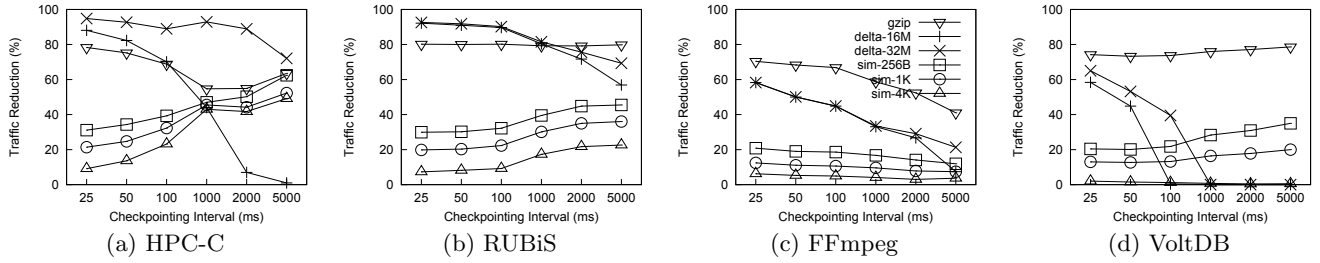 100
80
60
40
20
0
Traffic Reduction (%)
25 50 100 1000 2000 5000
Checkpointing Interval (ms)
(a) HPC-C
100
80
60
40
20
0
Traffic Reduction (%)
25 50 100 1000 2000 5000
Checkpointing Interval (ms)
(b) RUBiS
100
80
60
40
20
0
Traffic Reduction (%)
gzip
delta-16M
delta-32M
sim-256B
sim-1K
sim-4K
25 50 100 1000 2000 5000
Checkpointing Interval (ms)
(c) FFmpeg
100
80
60
40
20
0
Traffic Reduction (%)
25 50 100 1000 2000 5000
Checkpointing Interval (ms)
(d) VoltDB